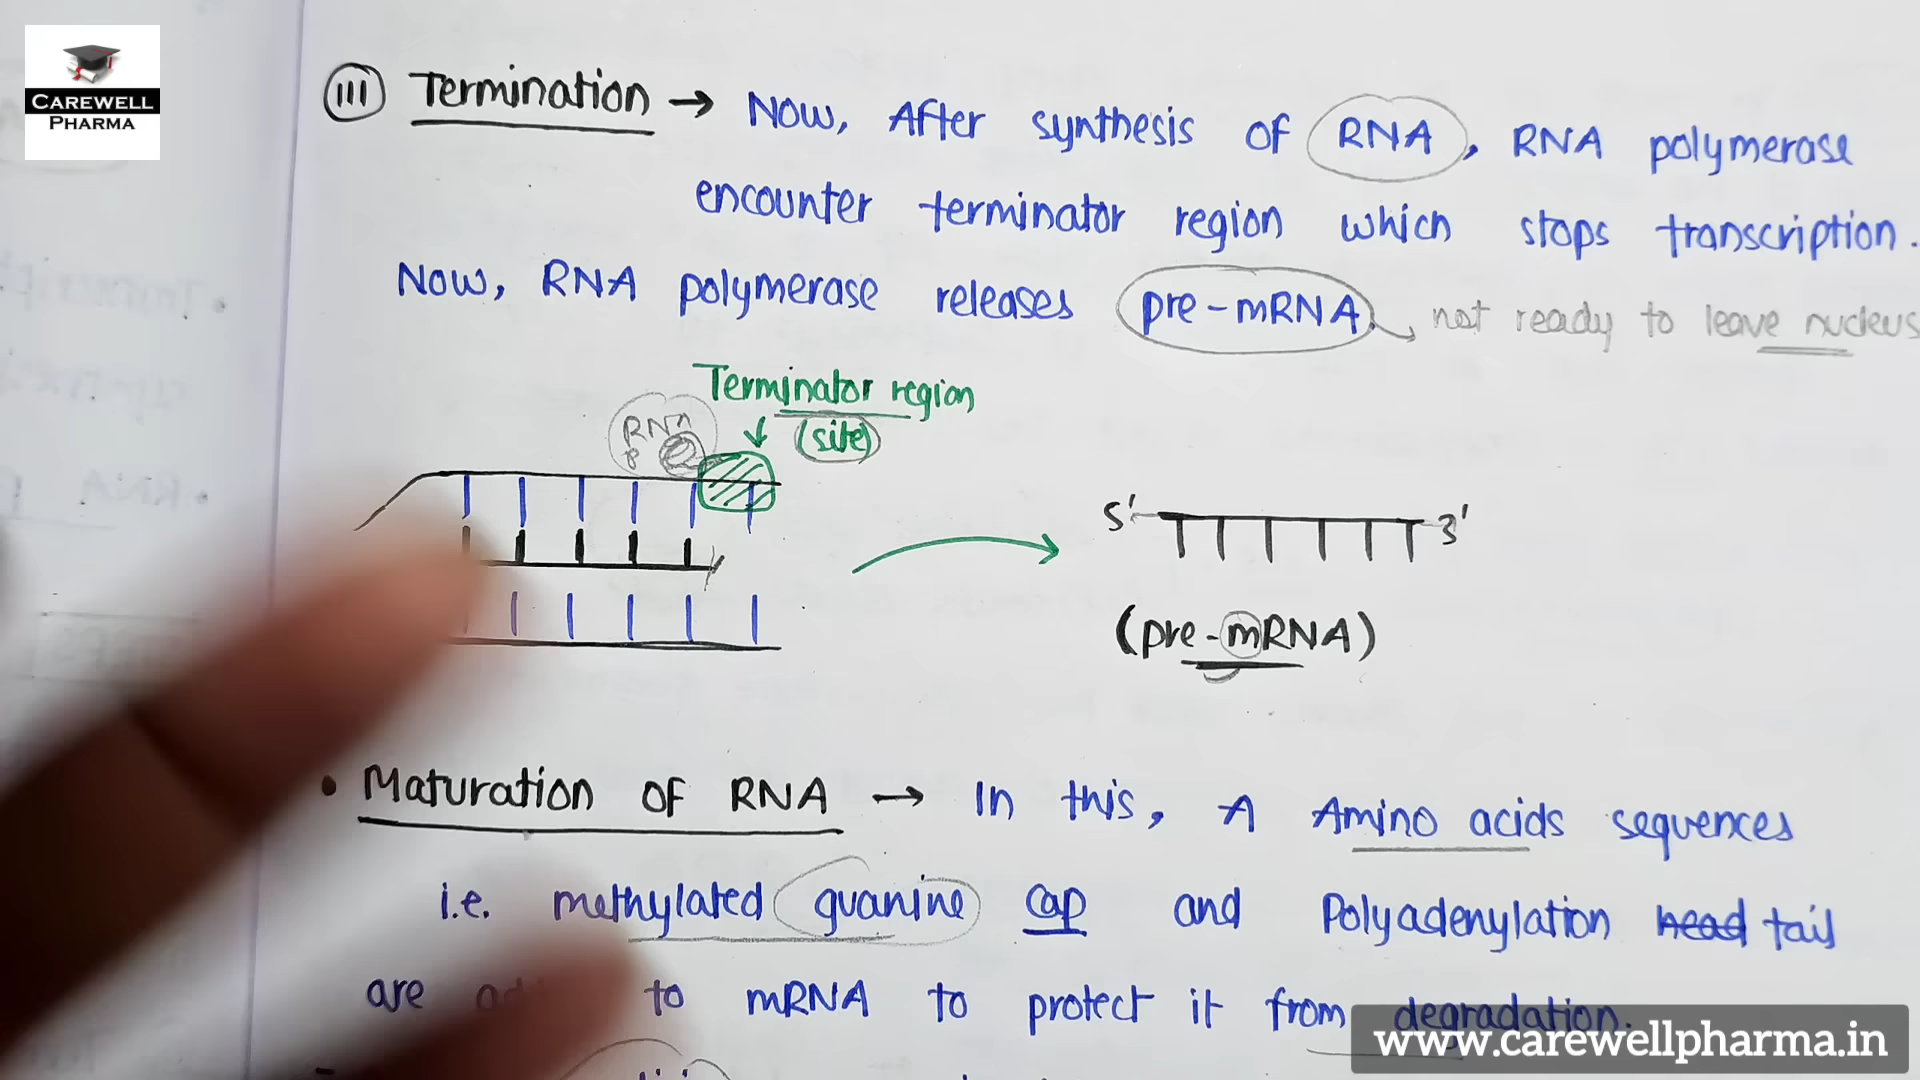 CAREWELL
PHARMA
(iii) Termination → Now, After synthesis of RNA, RNA polymerase
encounter terminator region which stops transcription.
Now, RNA polymerase releases pre-mRNA. not ready to leave nucleus
Terminator region
(site)
RNA
5' 3'
(pre-mRNA)
• Maturation of RNA → In this, A Amino acids sequences
i.e. methylated guanine cap and Polyadenylation head tail
are to mRNA to protect it from degradation.
www.carewellpharma.in